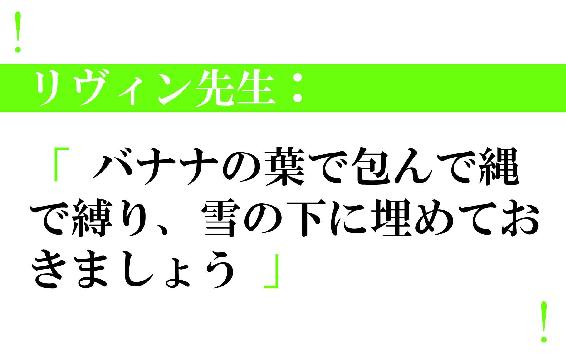 !
リヴィン先生：
「 バナナの葉で包んで縄
で縛り、雪の下に埋めてお
きましょう 」
!